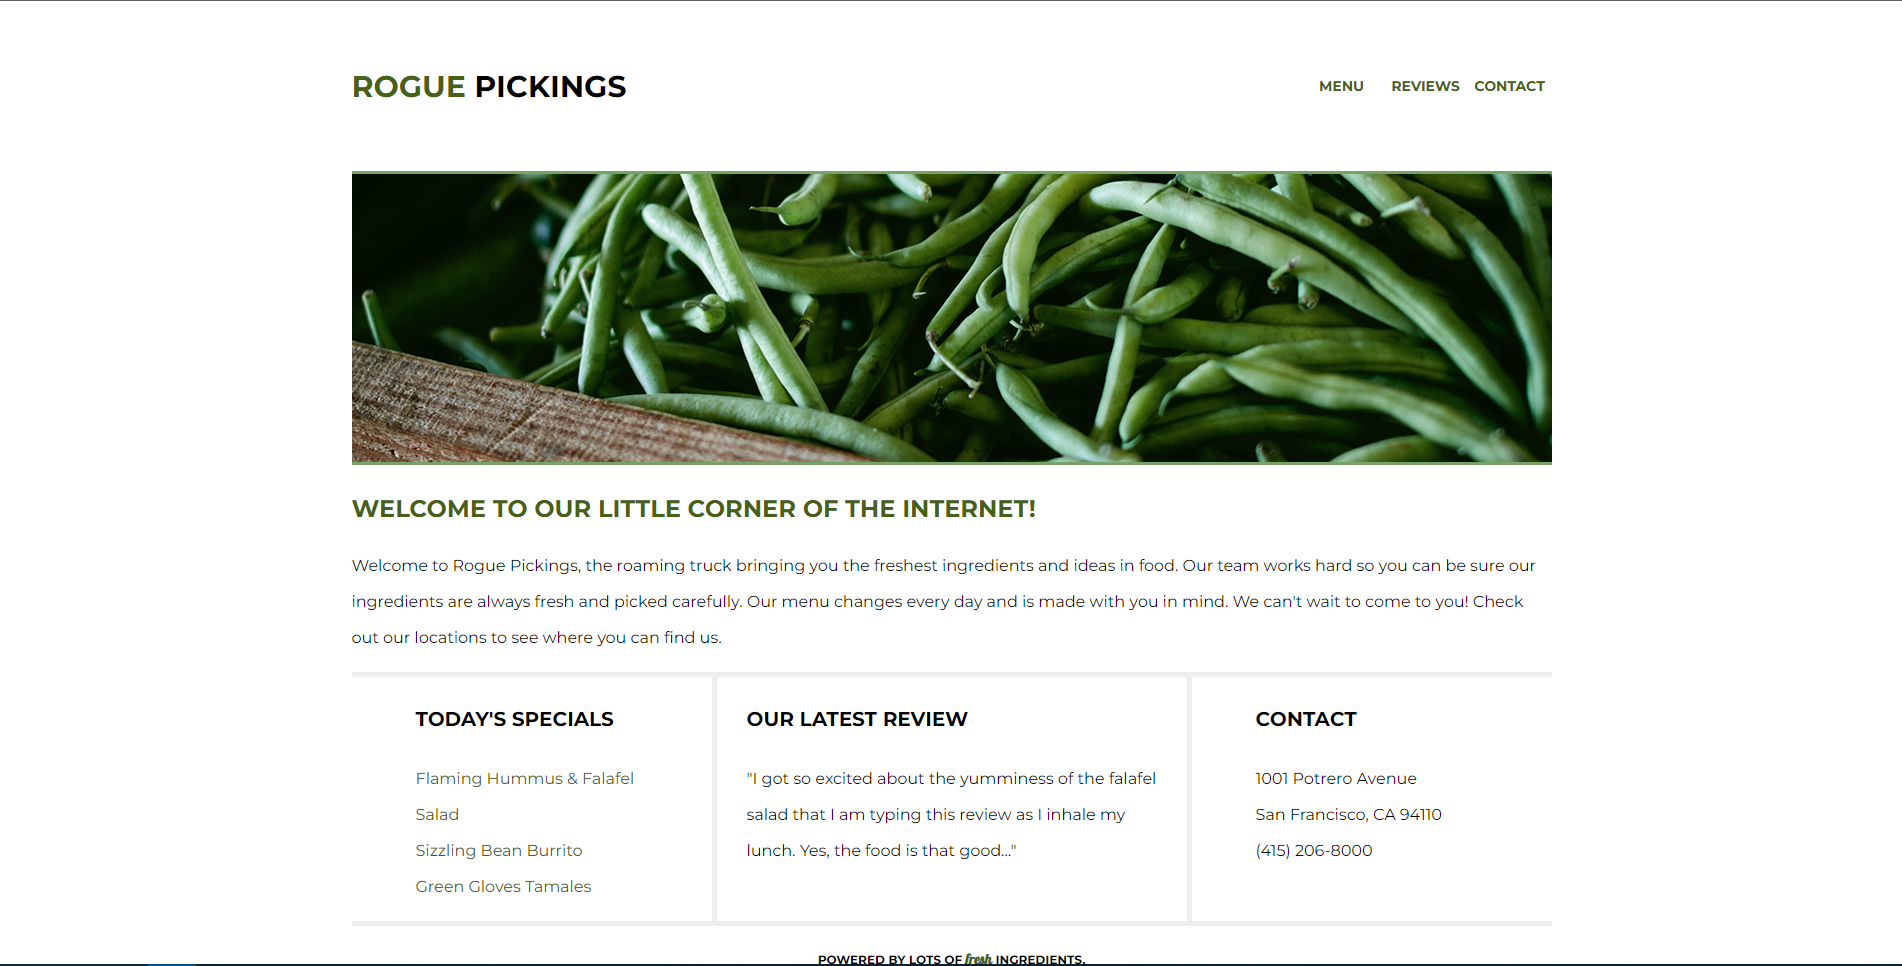 ROGUE PICKINGS
MENU REVIEWS CONTACT
WELCOME TO OUR LITTLE CORNER OF THE INTERNET!
Welcome to Rogue Pickings, the roaming truck bringing you the freshest ingredients and ideas in food. Our team works hard so you can be sure our
ingredients are always fresh and picked carefully. Our menu changes every day and is made with you in mind. We can't wait to come to you! Check
out our locations to see where you can find us.
TODAY'S SPECIALS
Flaming Hummus & Falafel
Salad
Sizzling Bean Burrito
Green Gloves Tamales
OUR LATEST REVIEW
"I got so excited about the yumminess of the falafel
salad that I am typing this review as I inhale my
lunch. Yes, the food is that good..."
CONTACT
1001 Potrero Avenue
San Francisco, CA 94110
(415) 206-8000
POWERED BY LOTS OF fresh INGREDIENTS.